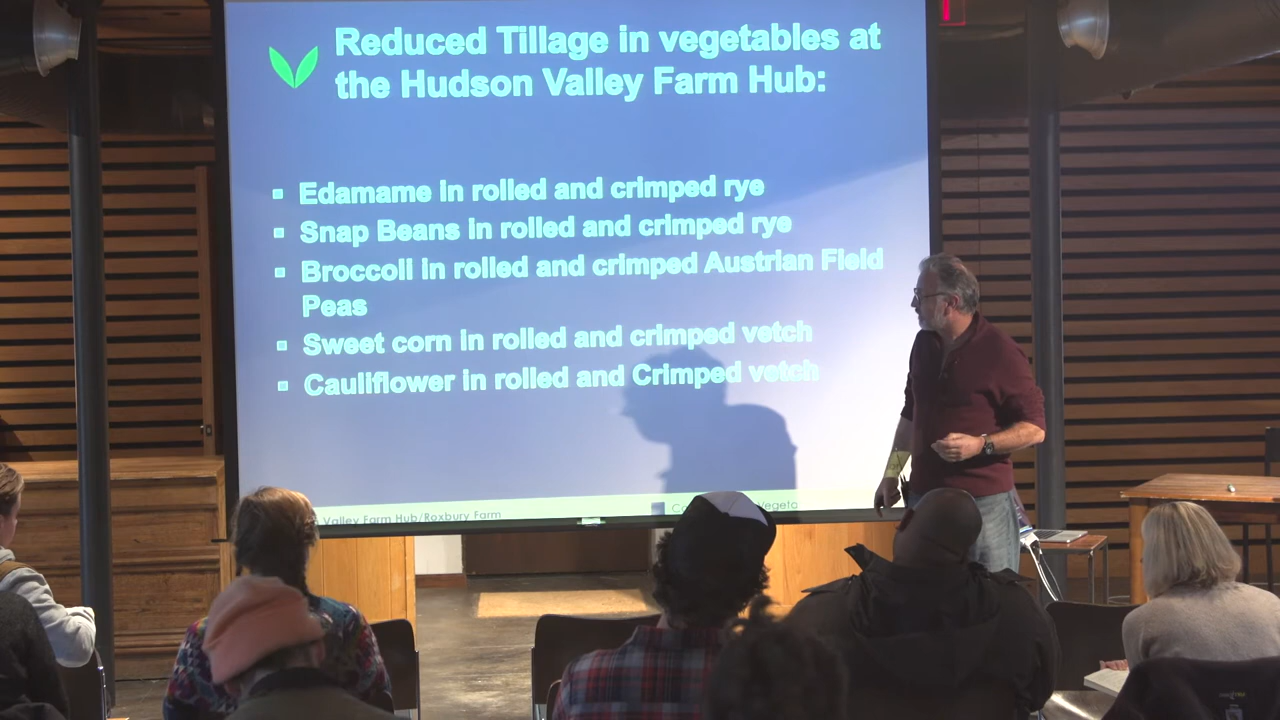 Reduced Tillage in vegetables at
the Hudson Valley Farm Hub:
Edamame in rolled and crimped rye
Snap Beans in rolled and crimped rye
Broccoli in rolled and crimped Austrian Field
Peas
Sweet corn in rolled and crimped vetch
Cauliflower in rolled and Crimped vetch
Valley Farm Hub/Roxbury Farm